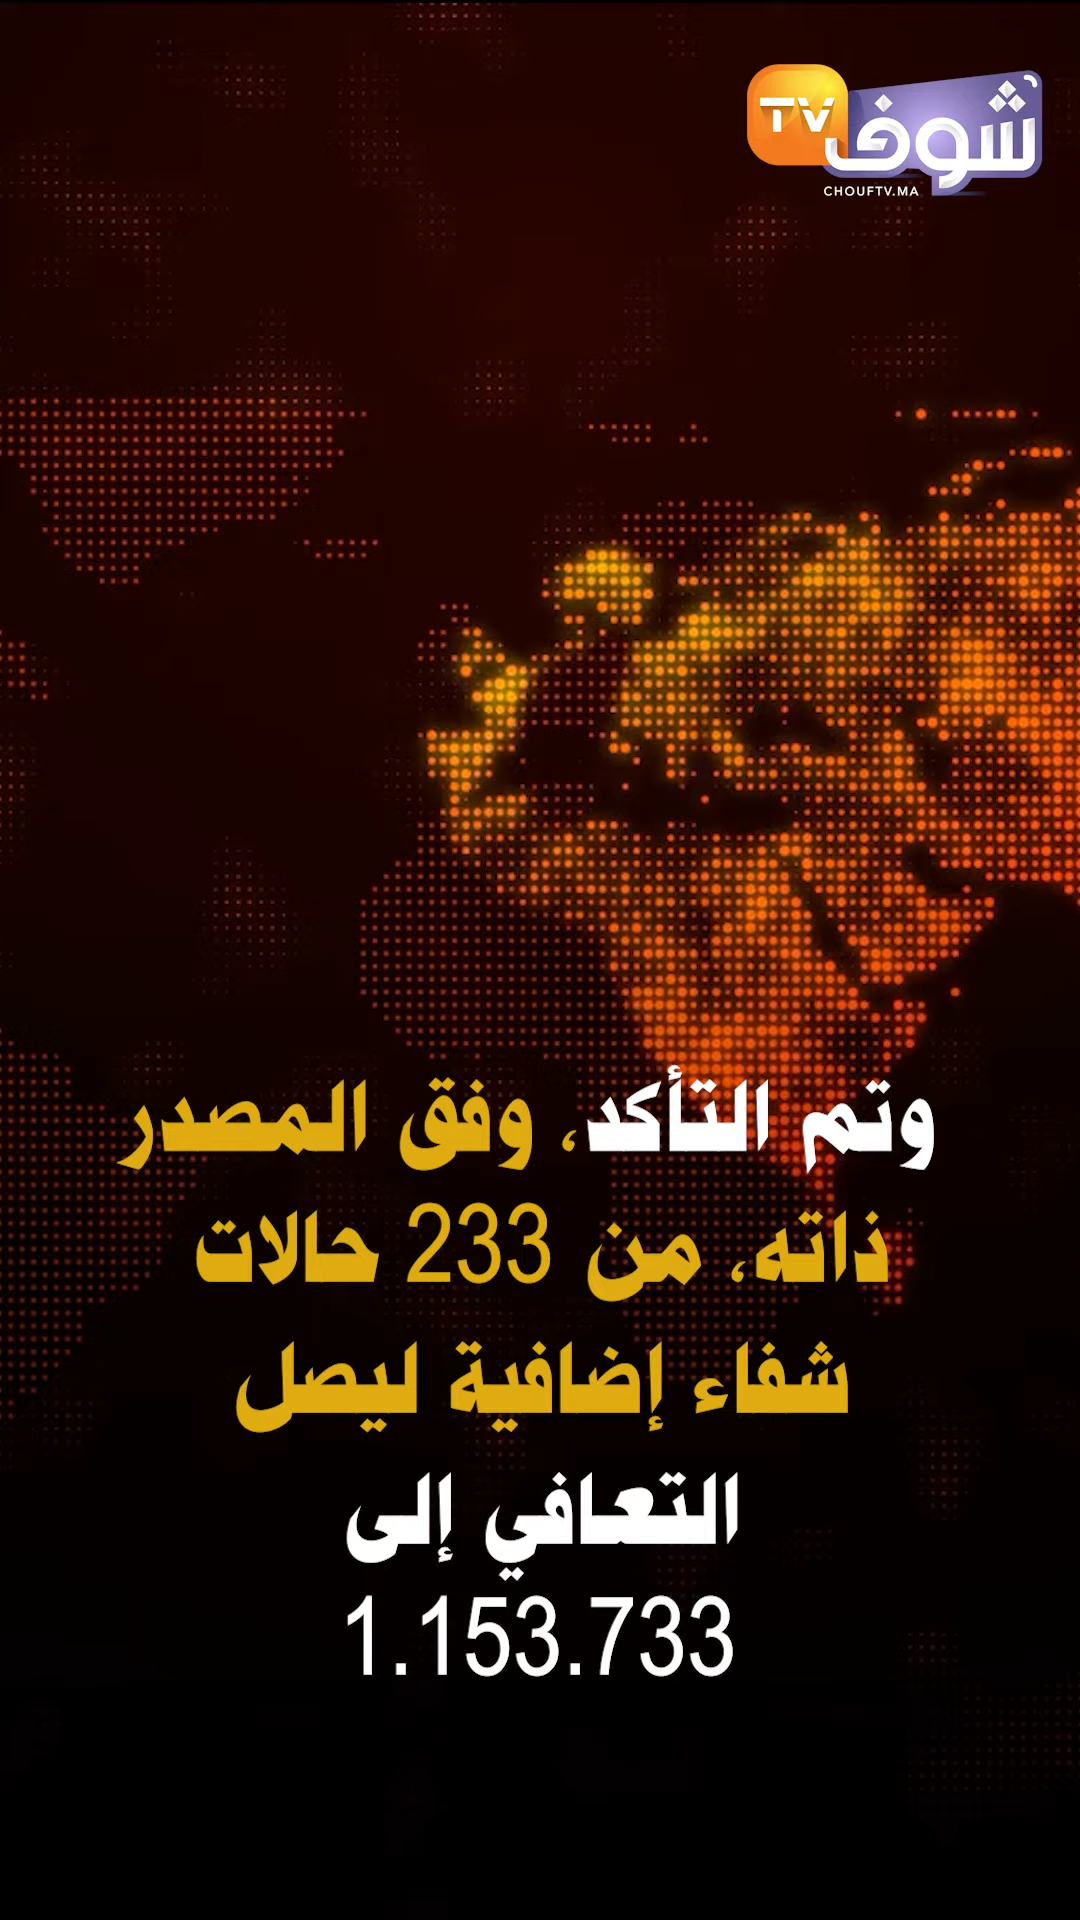 شوف TV
CHOUFTV.MA
وتم التأكد، وفق المصدر
ذاته، من 233 حالات
شفاء إضافية ليصل
التعافي إلى
1.153.733